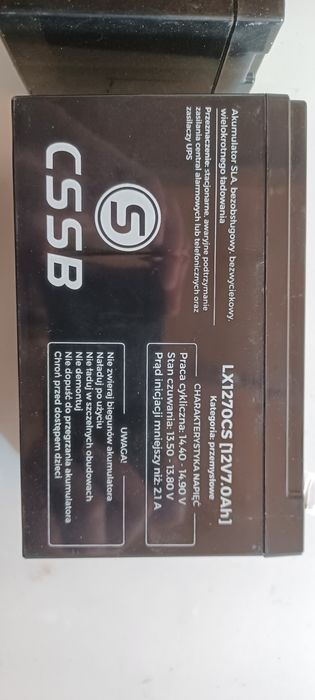 LX1270CS [12V7.0Ah]
Kategoria: przemysłowe
Akumulator SLA, bezobsługowy, bezwyciekowy,
wielokrotnego ładowania
Przeznaczenie: stacjonarne, awaryjne podtrzymanie
zasilania central alarmowych lub telefonicznych oraz
zasilaczy UPS
CHARAKTERYSTYKA NAPIĘĆ
Praca cykliczna: 14.40 - 14.90 V
Stan czuwania: 13.50 - 13.80 V
Prąd inicjacji mniejszy niż: 2.1 A
S
CSSB
UWAGA!
Nie zwieraj biegunów akumulatora
Naładuj po użyciu
Nie ładuj w szczelnych obudowach
Nie demontuj
Nie dopuść do przegrzania akumulatora
Chroń przed dostępem dzieci